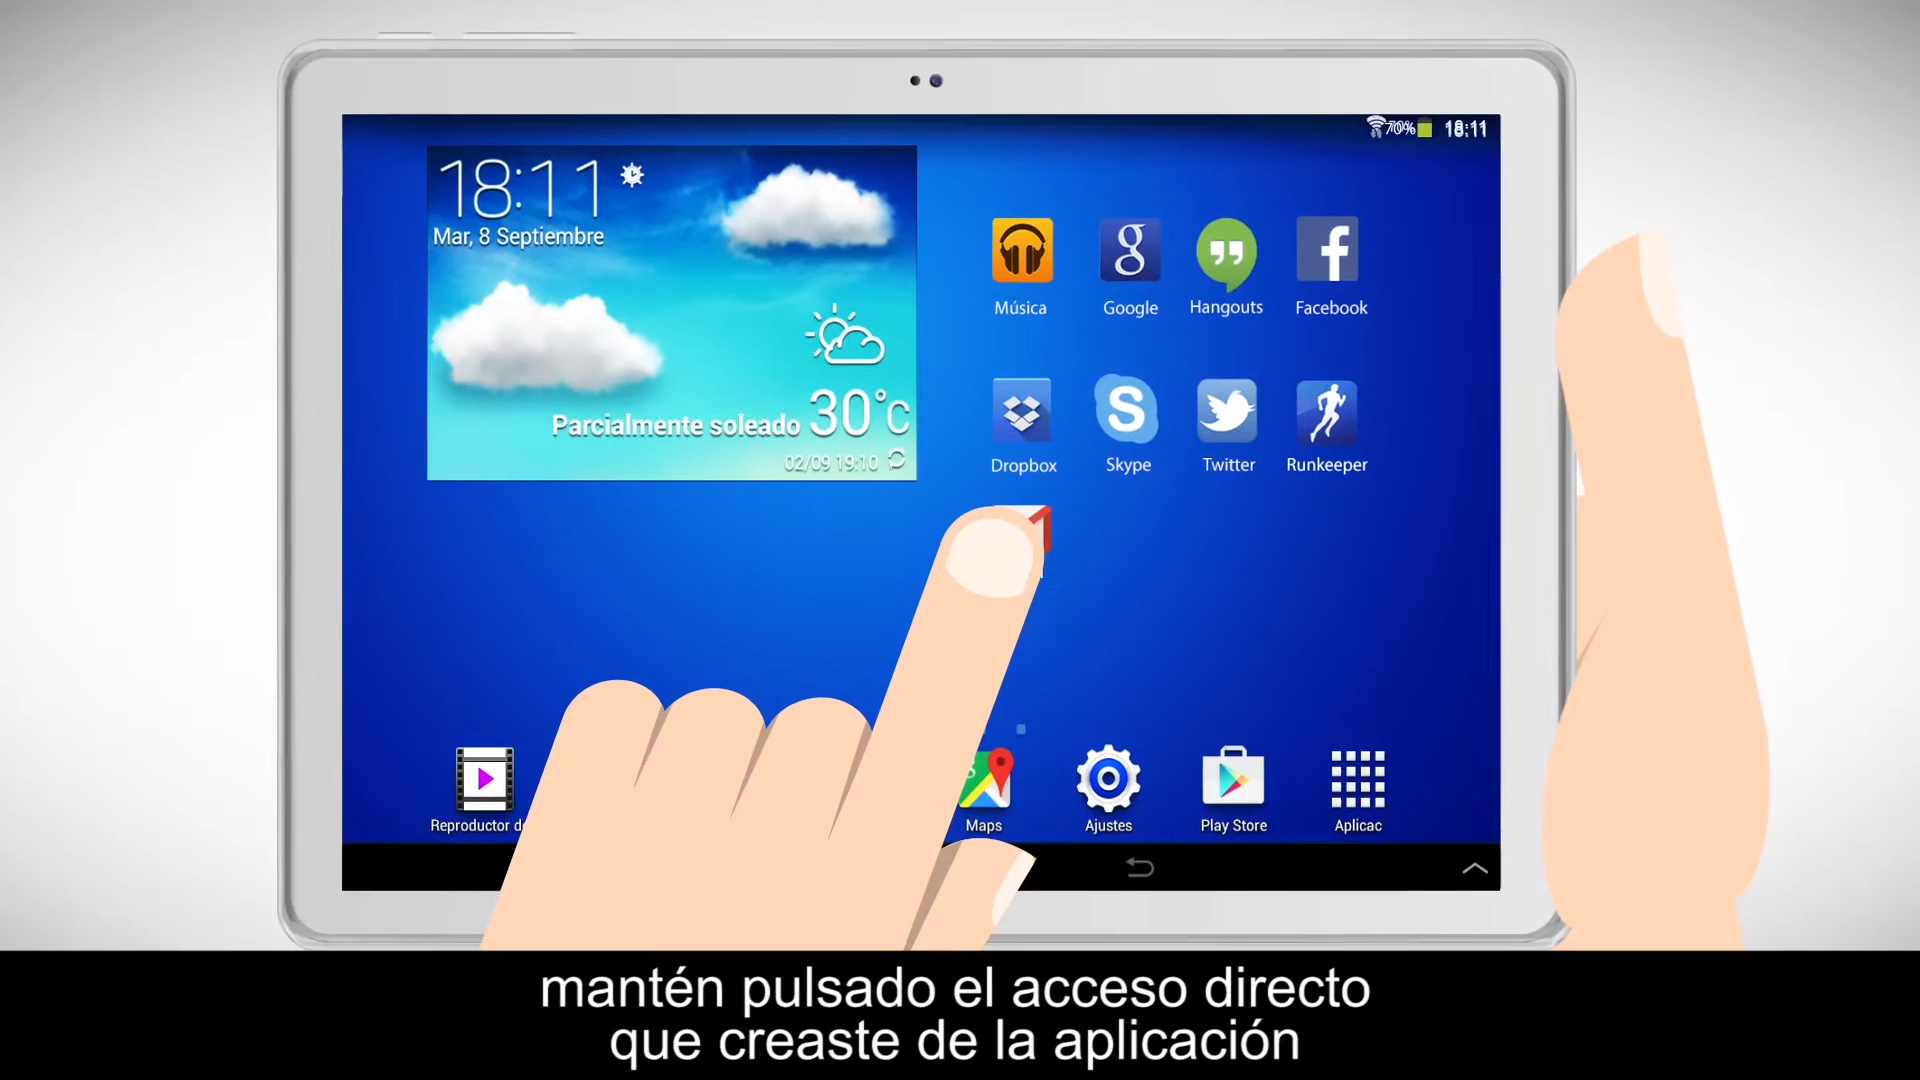 70% 18:11
18:11
Mar, 8 Septiembre
Parcialmente soleado 30°C
02/09 19:10
Música
Google
Hangouts
Facebook
Dropbox
Skype
Twitter
Runkeeper
Reproductor
Maps
Ajustes
Play Store
Aplicac
mantén pulsado el acceso directo
que creaste de la aplicación